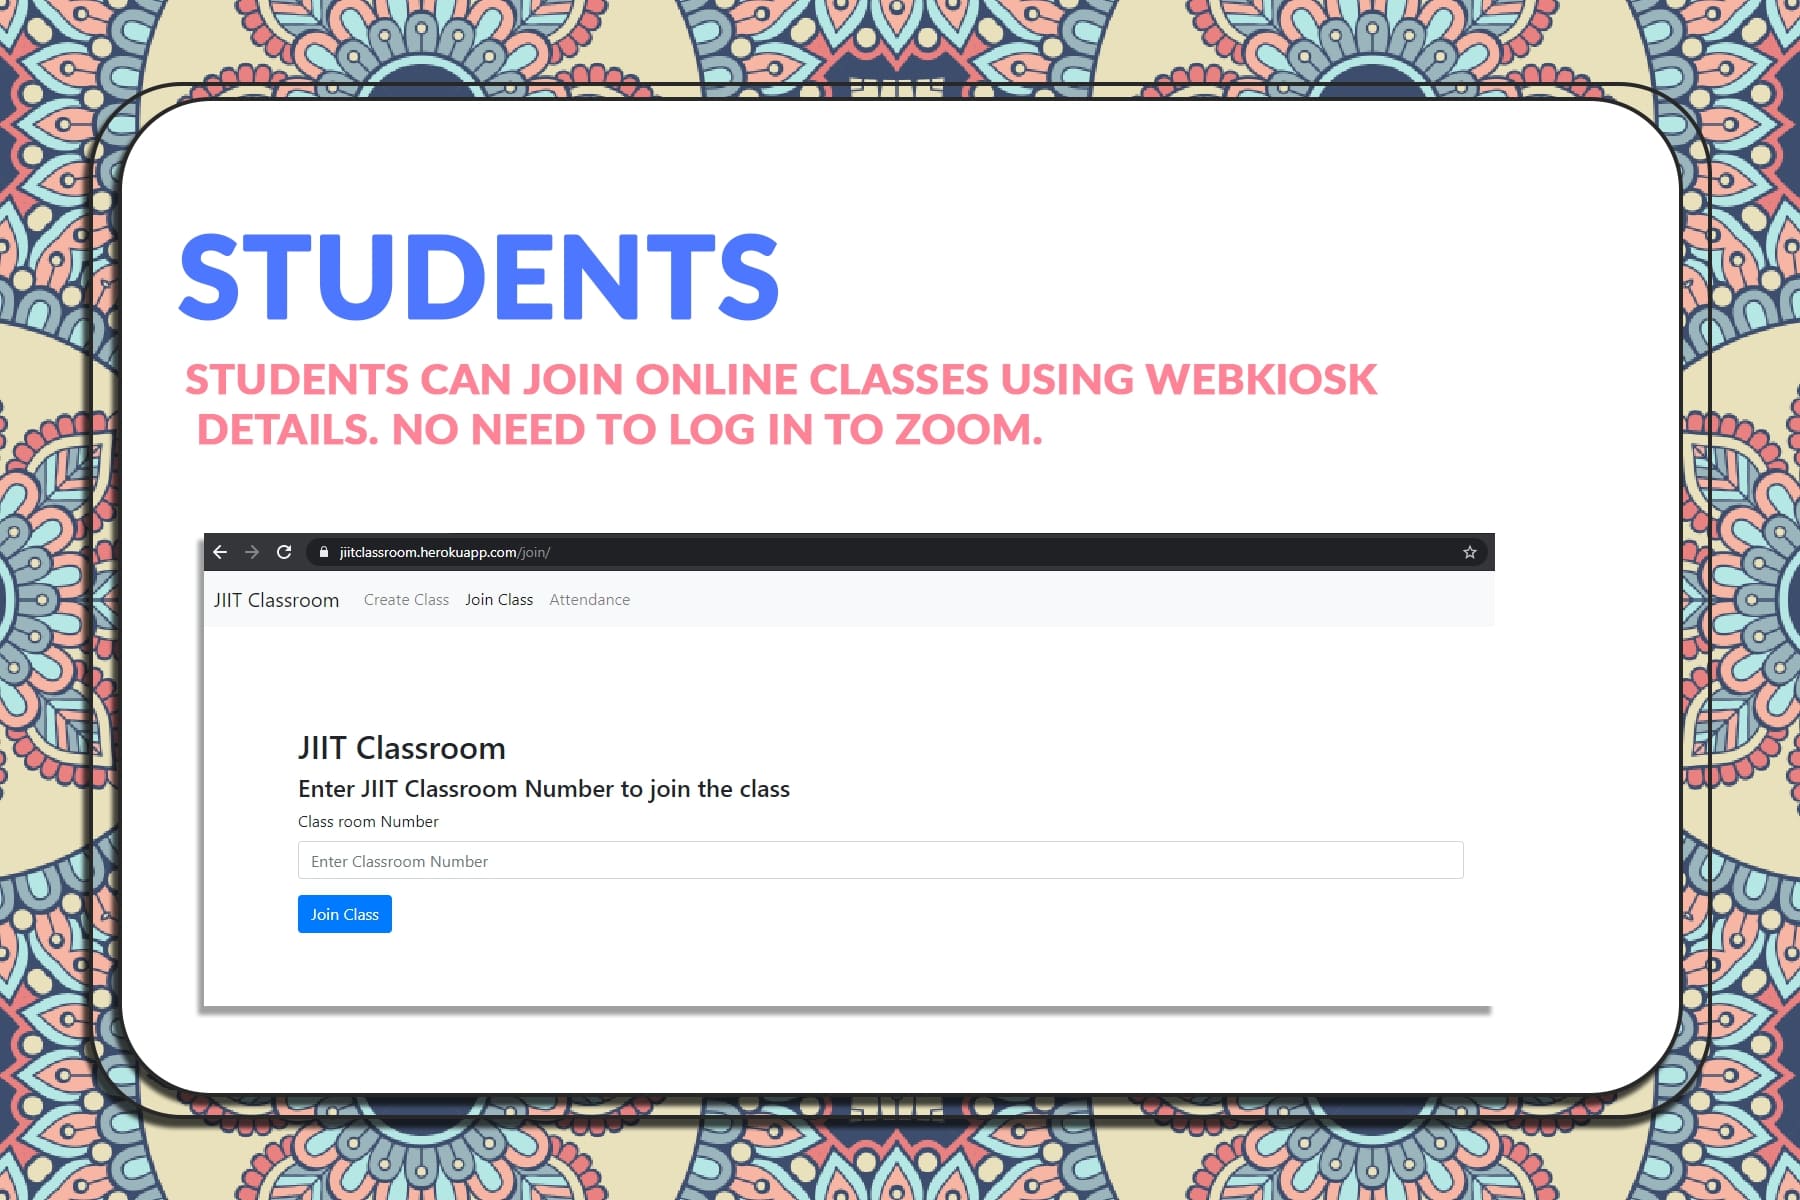 STUDENTS
STUDENTS CAN JOIN ONLINE CLASSES USING WEBKIOSK
DETAILS. NO NEED TO LOG IN TO ZOOM.
jiitclassroom.herokuapp.com/join/
JIIT Classroom Create Class Join Class Attendance
JIIT Classroom
Enter JIIT Classroom Number to join the class
Class room Number
Enter Classroom Number
Join Class